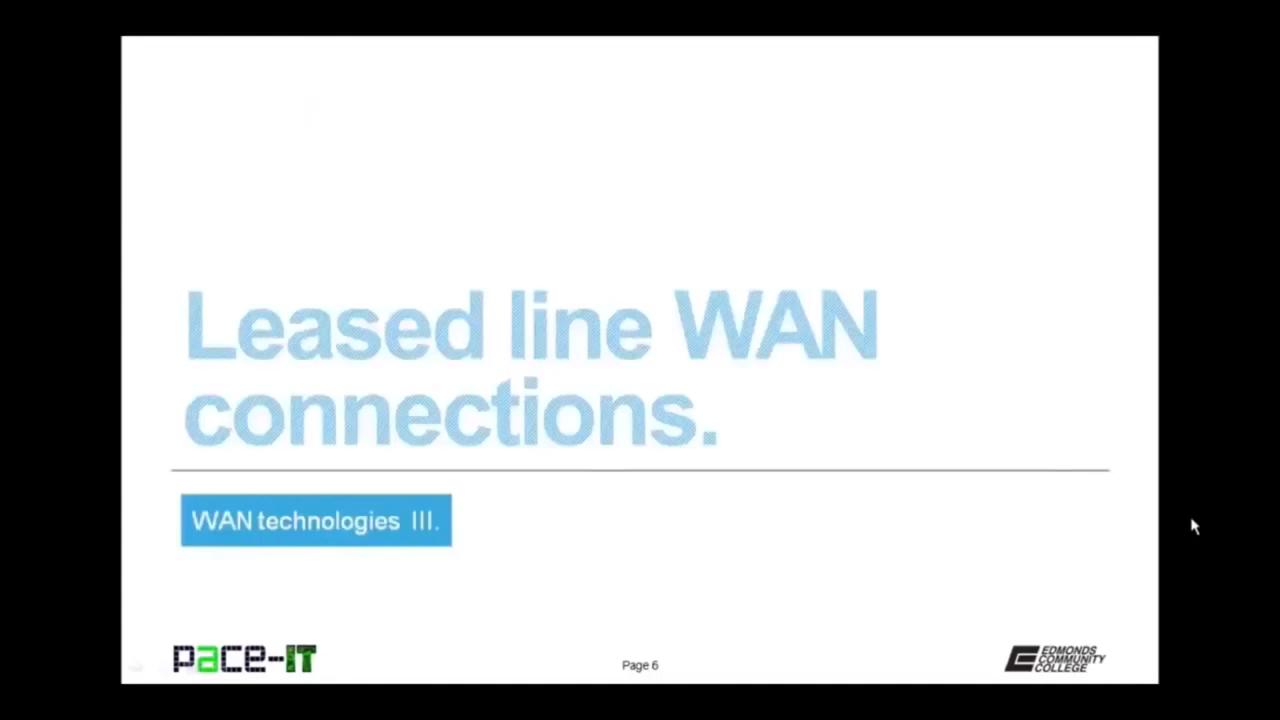 Leased line WAN
connections.
WAN technologies III.
pace-IT
Page 6
EDMONDS
COMMUNITY
COLLEGE